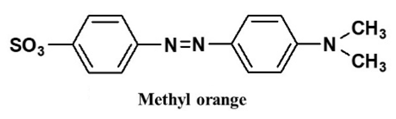 CH₃
SO₃ N=N N
CH₃
Methyl orange